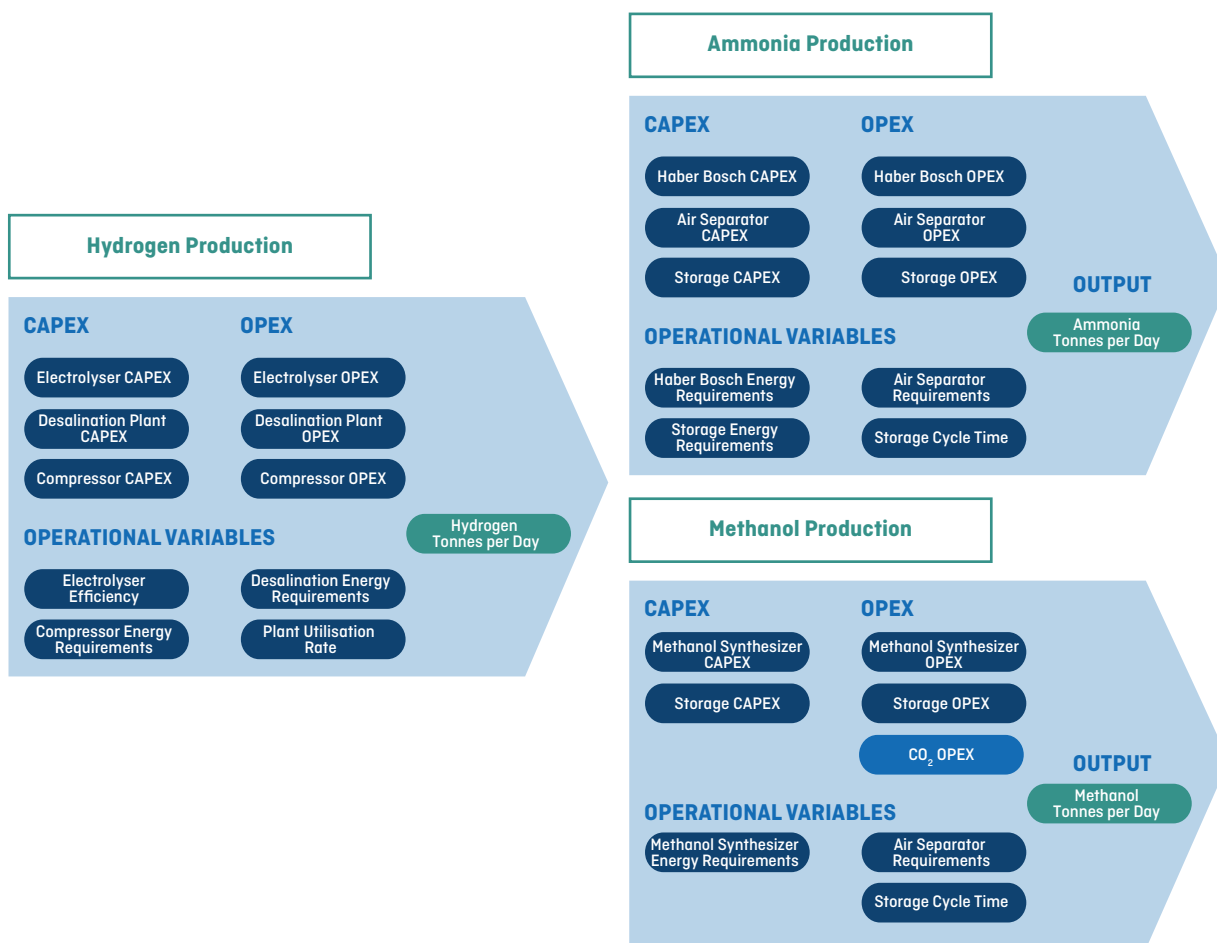 Hydrogen Production
CAPEX
OPEX
Electrolyser CAPEX
Electrolyser OPEX
Desalination Plant
CAPEX
Desalination Plant
OPEX
Compressor CAPEX
Compressor OPEX
OPERATIONAL VARIABLES
Hydrogen
Tonnes per Day
Electrolyser
Efficiency
Desalination Energy
Requirements
Compressor Energy
Requirements
Plant Utilisation
Rate
Ammonia Production
CAPEX
OPEX
Haber Bosch CAPEX
Haber Bosch OPEX
Air Separator
CAPEX
Air Separator
OPEX
Storage CAPEX
Storage OPEX
OUTPUT
Ammonia
Tonnes per Day
OPERATIONAL VARIABLES
Haber Bosch Energy
Requirements
Air Separator
Requirements
Storage Energy
Requirements
Storage Cycle Time
Methanol Production
CAPEX
OPEX
Methanol Synthesizer
CAPEX
Methanol Synthesizer
OPEX
Storage CAPEX
Storage OPEX
CO₂ OPEX
OUTPUT
Methanol
Tonnes per Day
OPERATIONAL VARIABLES
Methanol Synthesizer
Energy Requirements
Air Separator
Requirements
Storage Cycle Time